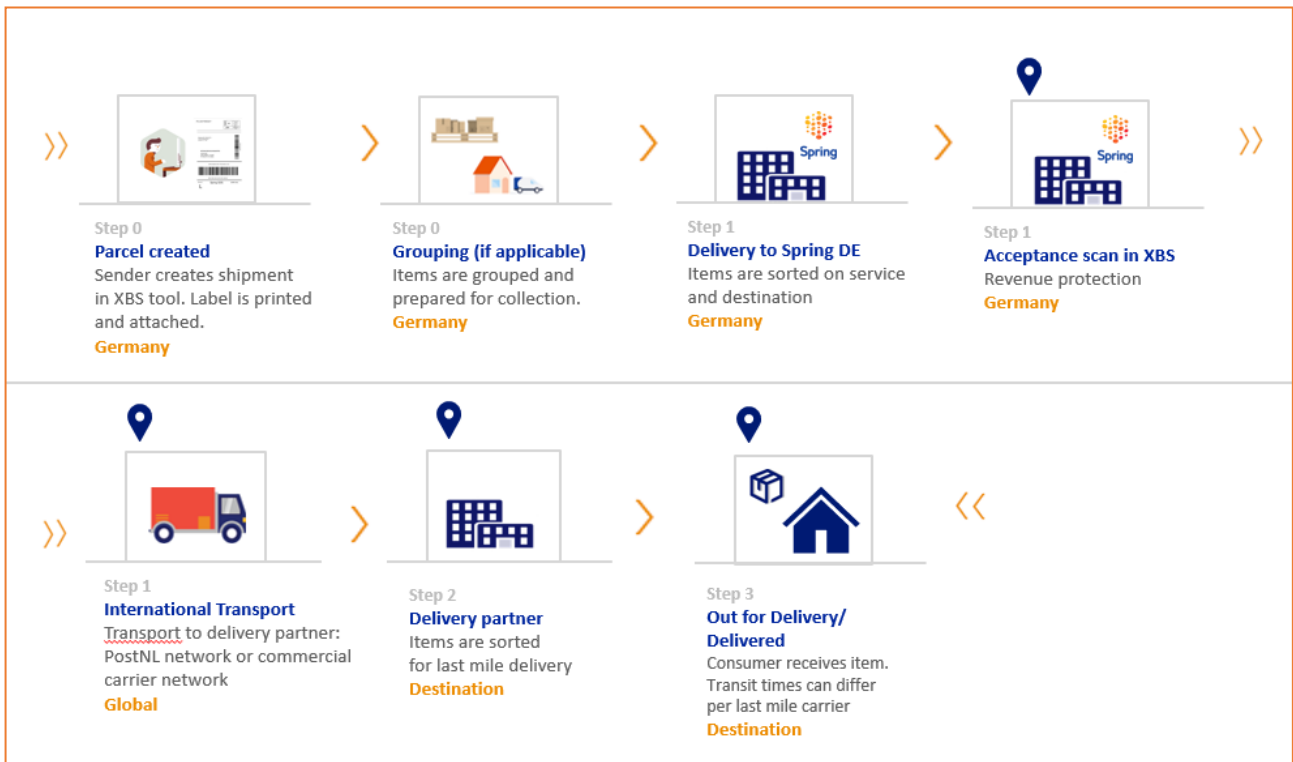 Step 0
Parcel created
Sender creates shipment
in XBS tool. Label is printed
and attached.
Germany
Step 0
Grouping (if applicable)
Items are grouped and
prepared for collection.
Germany
Spring
Step 1
Delivery to Spring DE
Items are sorted on service
and destination
Germany
Spring
Step 1
Acceptance scan in XBS
Revenue protection
Germany
Step 1
International Transport
Transport to delivery partner:
PostNL network or commercial
carrier network
Global
Step 2
Delivery partner
Items are sorted
for last mile delivery
Destination
Step 3
Out for Delivery/
Delivered
Consumer receives item.
Transit times can differ
per last mile carrier
Destination